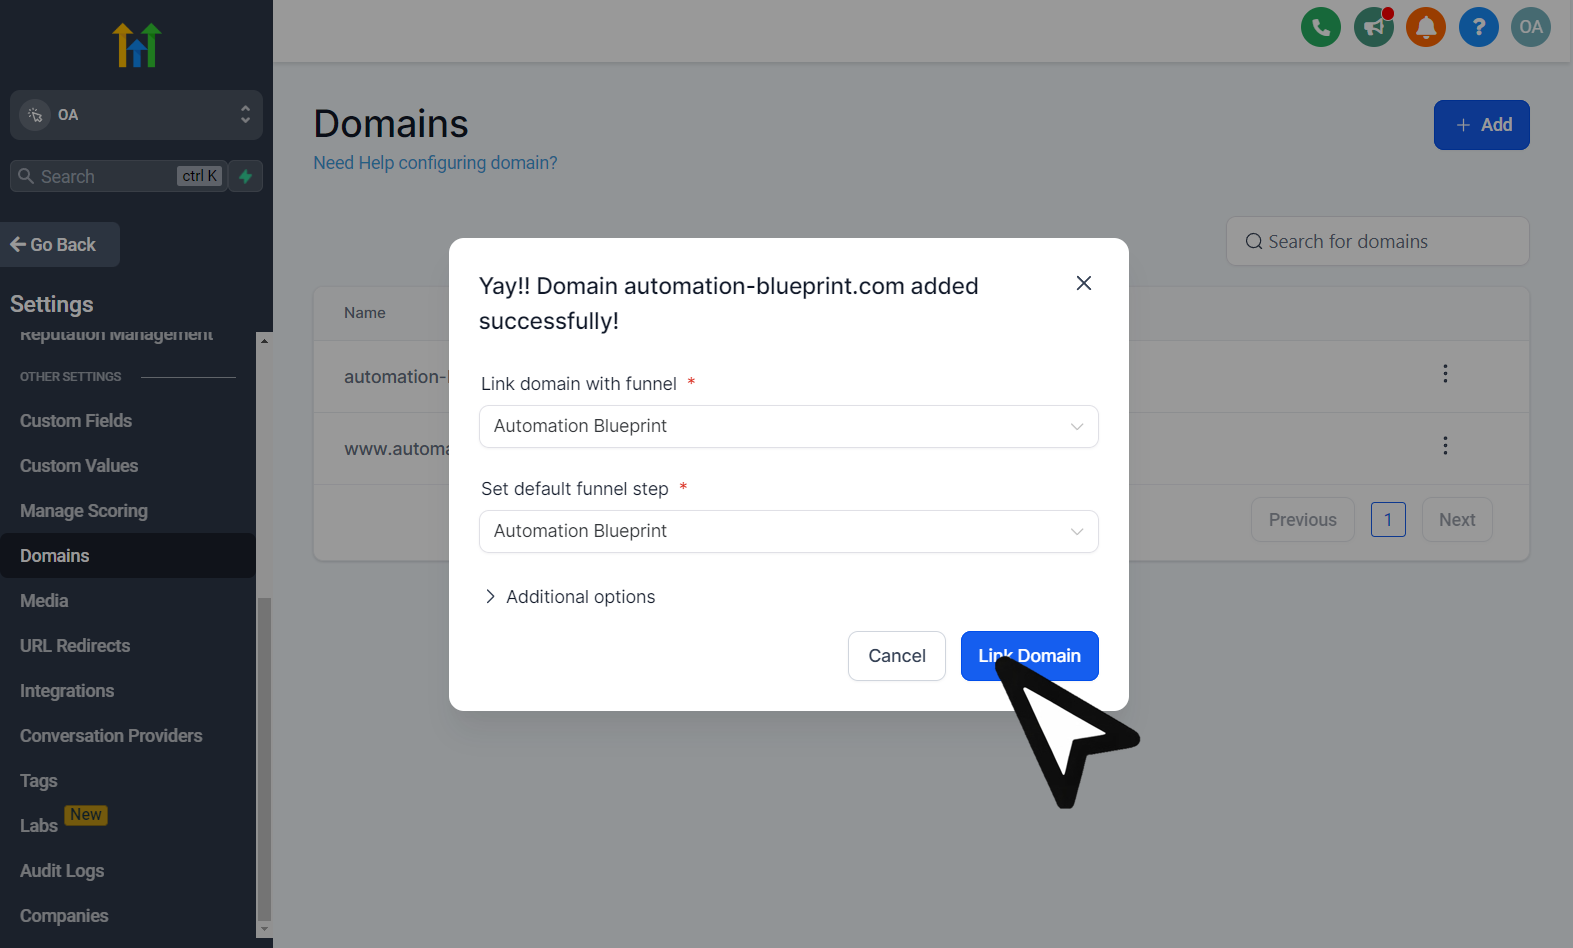 OA
OA
Search ctrl K
Go Back
Settings
Reputation Management
OTHER SETTINGS
Custom Fields
Custom Values
Manage Scoring
Domains
Media
URL Redirects
Integrations
Conversation Providers
Tags
Labs New
Audit Logs
Companies
Domains
Need Help configuring domain?
+ Add
Search for domains
Name
automation-
www.automa
Previous 1 Next
Yay!! Domain automation-blueprint.com added
successfully!
Link domain with funnel *
Automation Blueprint
Set default funnel step *
Automation Blueprint
Additional options
Cancel Link Domain